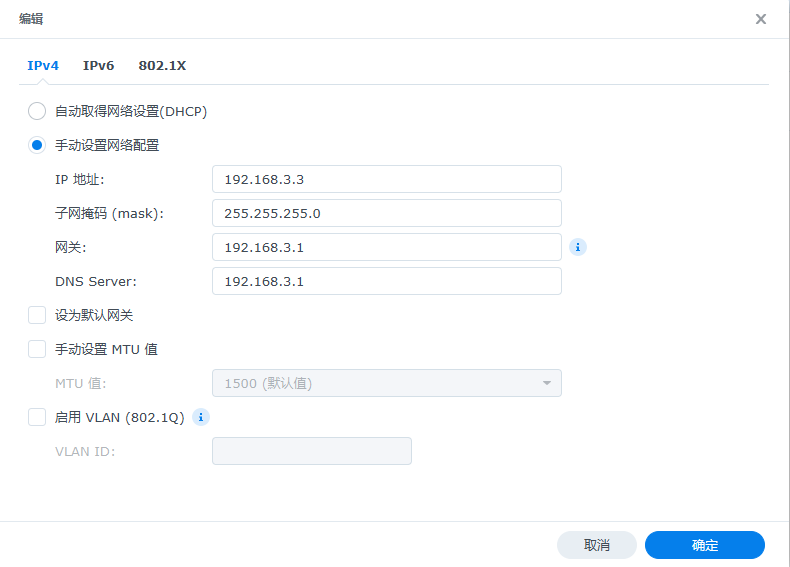 编辑
IPv4 IPv6 802.1X
自动取得网络设置(DHCP)
手动设置网络配置
IP 地址: 192.168.3.3
子网掩码 (mask): 255.255.255.0
网关: 192.168.3.1
DNS Server: 192.168.3.1
设为默认网关
手动设置 MTU 值
MTU 值: 1500 (默认值)
启用 VLAN (802.1Q)
VLAN ID:
取消 确定